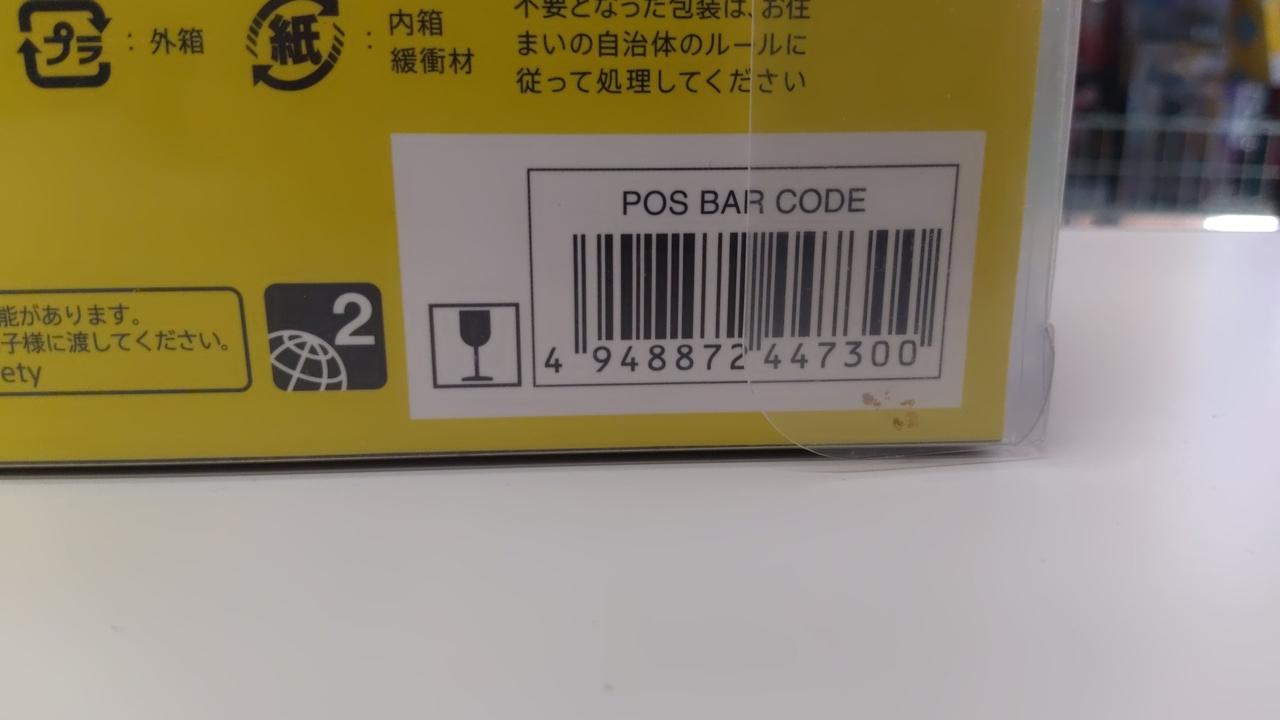 プラ : 外箱
紙 : 内箱
緩衝材
不要となった包装は、お住
まいの自治体のルールに
従って処理してください
POS BAR CODE
4 948872 447300
能があります。
子様に渡してください。
ety
2